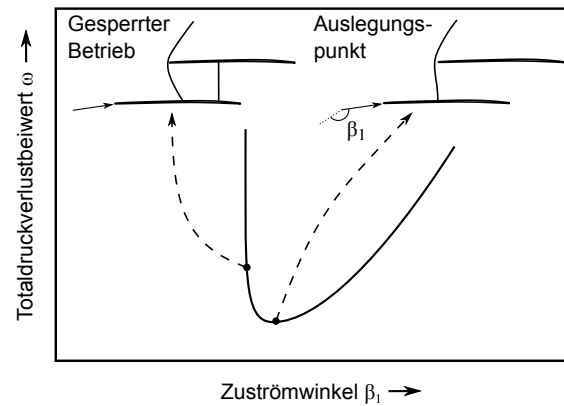 Gesperrter
Betrieb
Auslegungs-
punkt
β1
Totaldruckverlustbeiwert ω
Zuströmwinkel β1